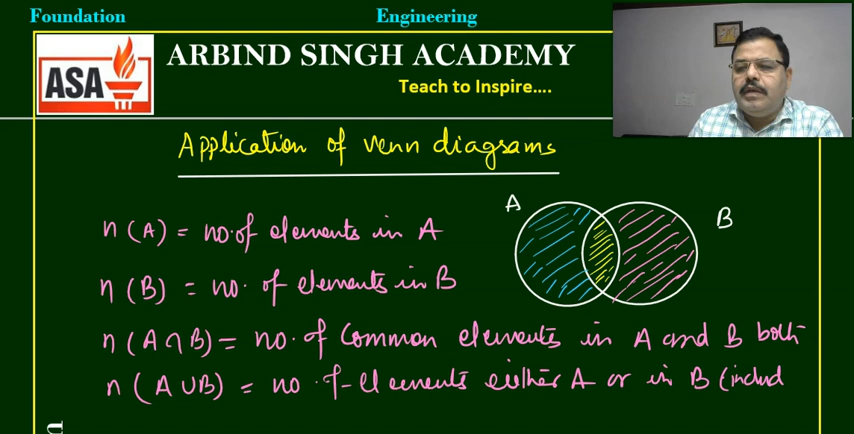 Foundation Engineering
ARBIND SINGH ACADEMY
ASA
Teach to Inspire....
Application of Venn diagrams
A
B
n (A) = no. of elements in A
n (B) = no. of elements in B
n (A ∩ B) = no. of Common elements in A and B both
n (A ∪ B) = no. of elements either A or in B (includ